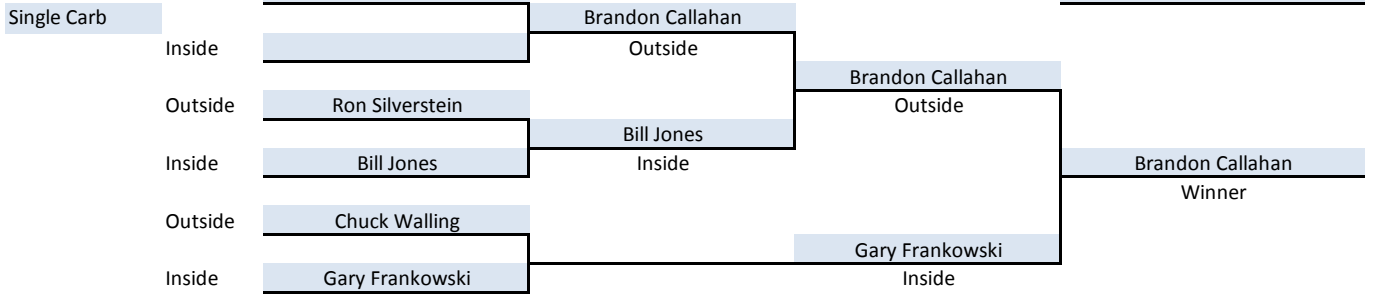 Single Carb
Brandon Callahan
Inside
Outside
Brandon Callahan
Outside
Ron Silverstein
Outside
Bill Jones
Inside
Bill Jones
Inside
Brandon Callahan
Winner
Outside
Chuck Walling
Gary Frankowski
Inside
Gary Frankowski
Inside